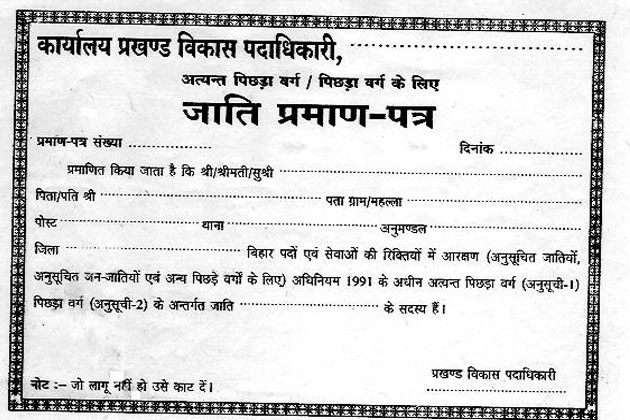 कार्यालय प्रखण्ड विकास पदाधिकारी, ........................
अत्यन्त पिछड़ा वर्ग / पिछड़ा वर्ग के लिए
जाति प्रमाण-पत्र
प्रमाण-पत्र संख्या .................... दिनांक ....................
प्रमाणित किया जाता है कि श्री/श्रीमती/सुश्री ........................................
पिता/पति श्री ........................................ पता ग्राम/महल्ला ....................
पोस्ट .................... थाना .................... अनुमण्डल ....................
जिला .................... बिहार पदों एवं सेवाओं की रिक्तियों में आरक्षण (अनुसूचित जातियों,
अनुसूचित जन-जातियों एवं अन्य पिछड़े वर्गो के लिए) अधिनियम 1991 के अधीन अत्यन्त पिछड़ा वर्ग (अनुसूची-1)
पिछड़ा वर्ग (अनुसूची-2) के अन्तर्गत जाति .................... के सदस्य हैं।
प्रखण्ड विकास पदाधिकारी
....................
नोट :– जो लागू नहीं हो उसे काट दें।